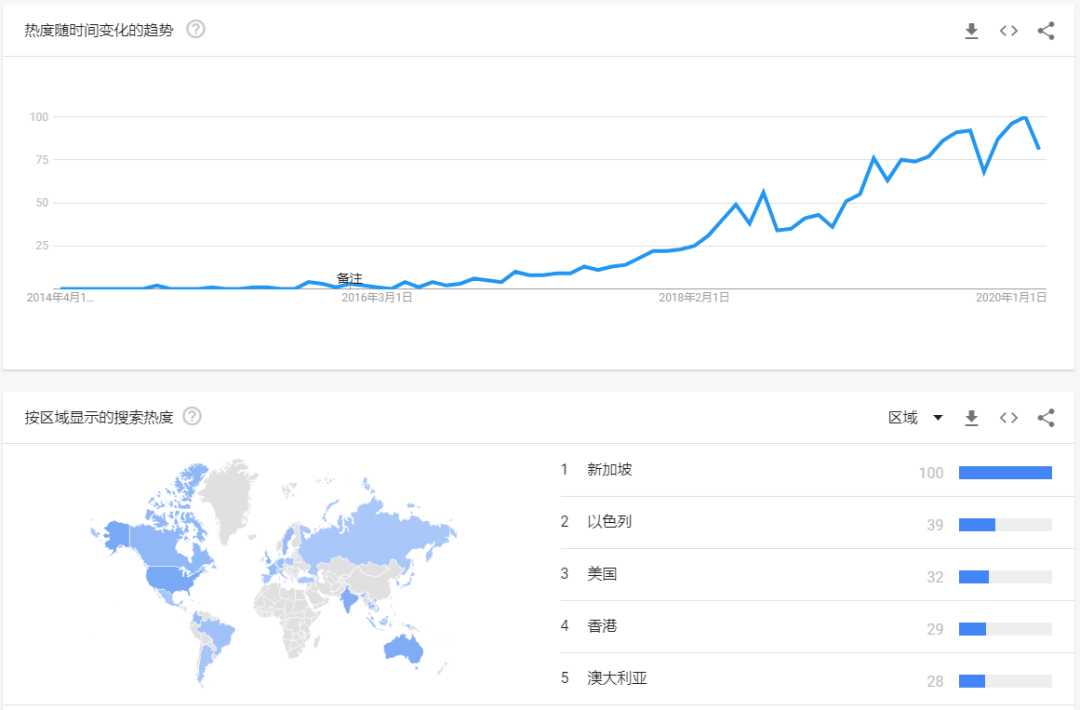 热度随时间变化的趋势 ?
100
75
50
25
备注
2014年4月1...
2016年3月1日
2018年2月1日
2020年1月1日
按区域显示的搜索热度 ?
区域
1 新加坡 100
2 以色列 39
3 美国 32
4 香港 29
5 澳大利亚 28